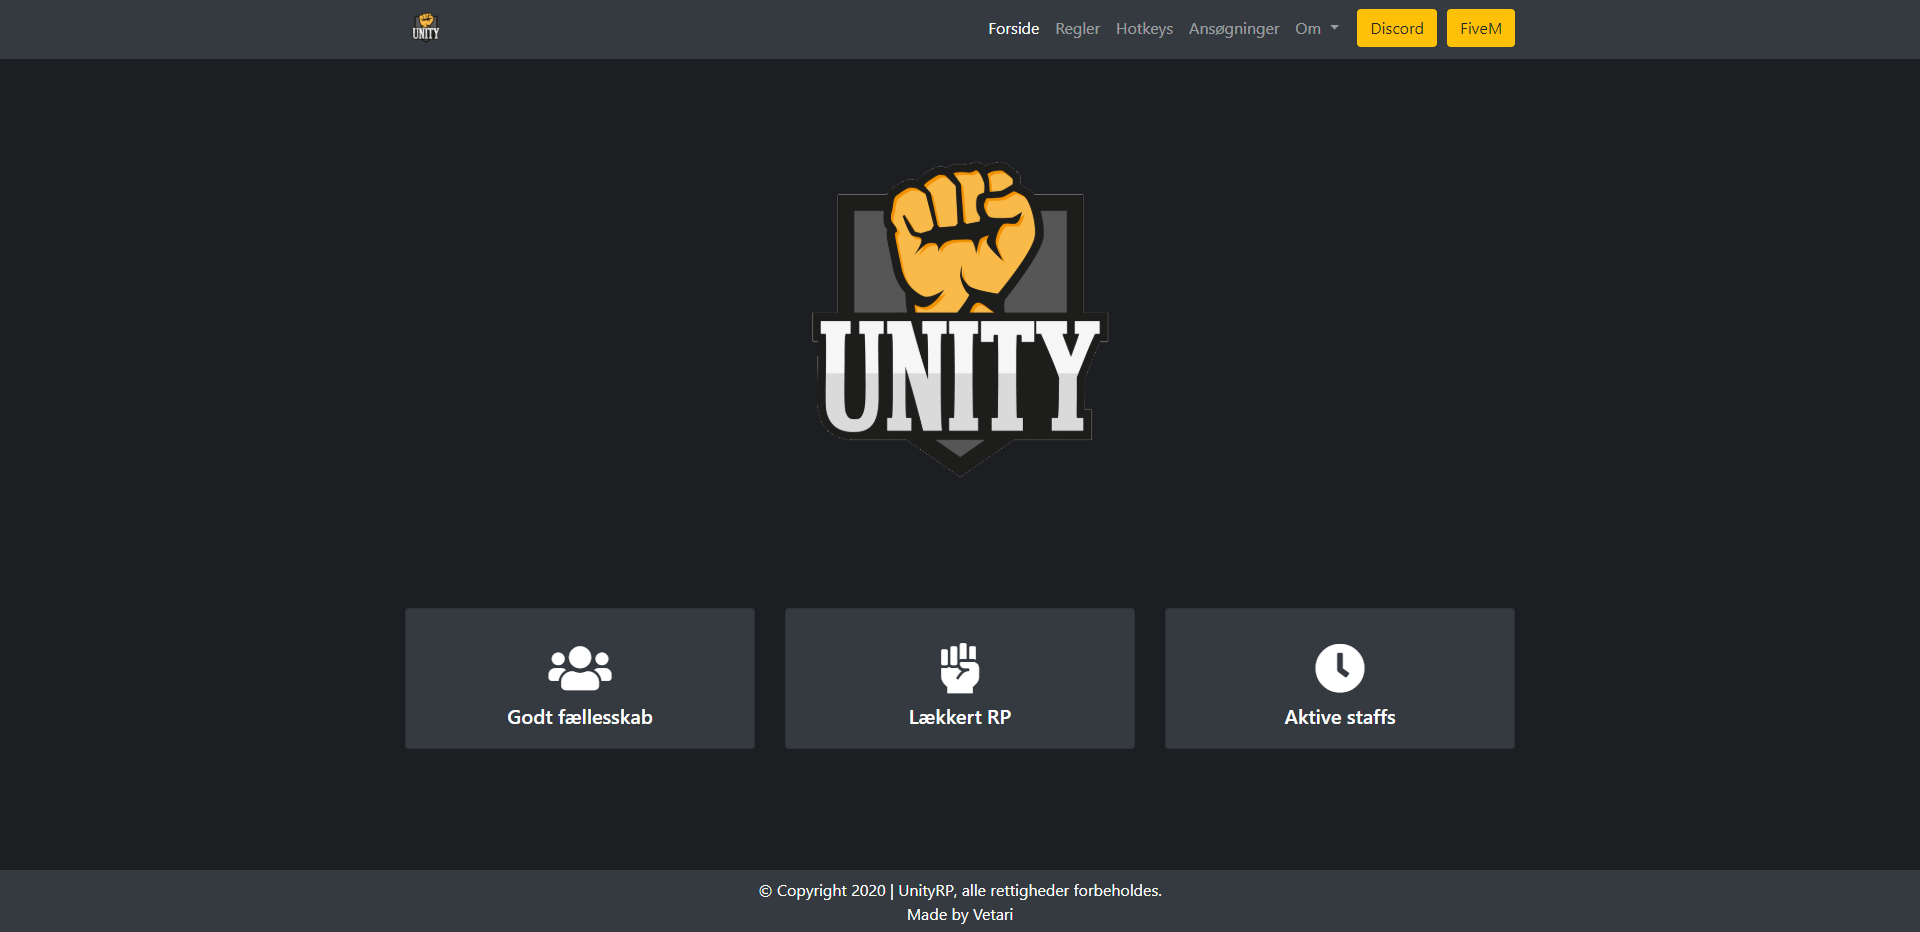 UNITY
Forside Regler Hotkeys Ansøgninger Om Discord FiveM
UNITY
Godt fællesskab
Lækkert RP
Aktive staffs
© Copyright 2020 | UnityRP, alle rettigheder forbeholdes.
Made by Vetari